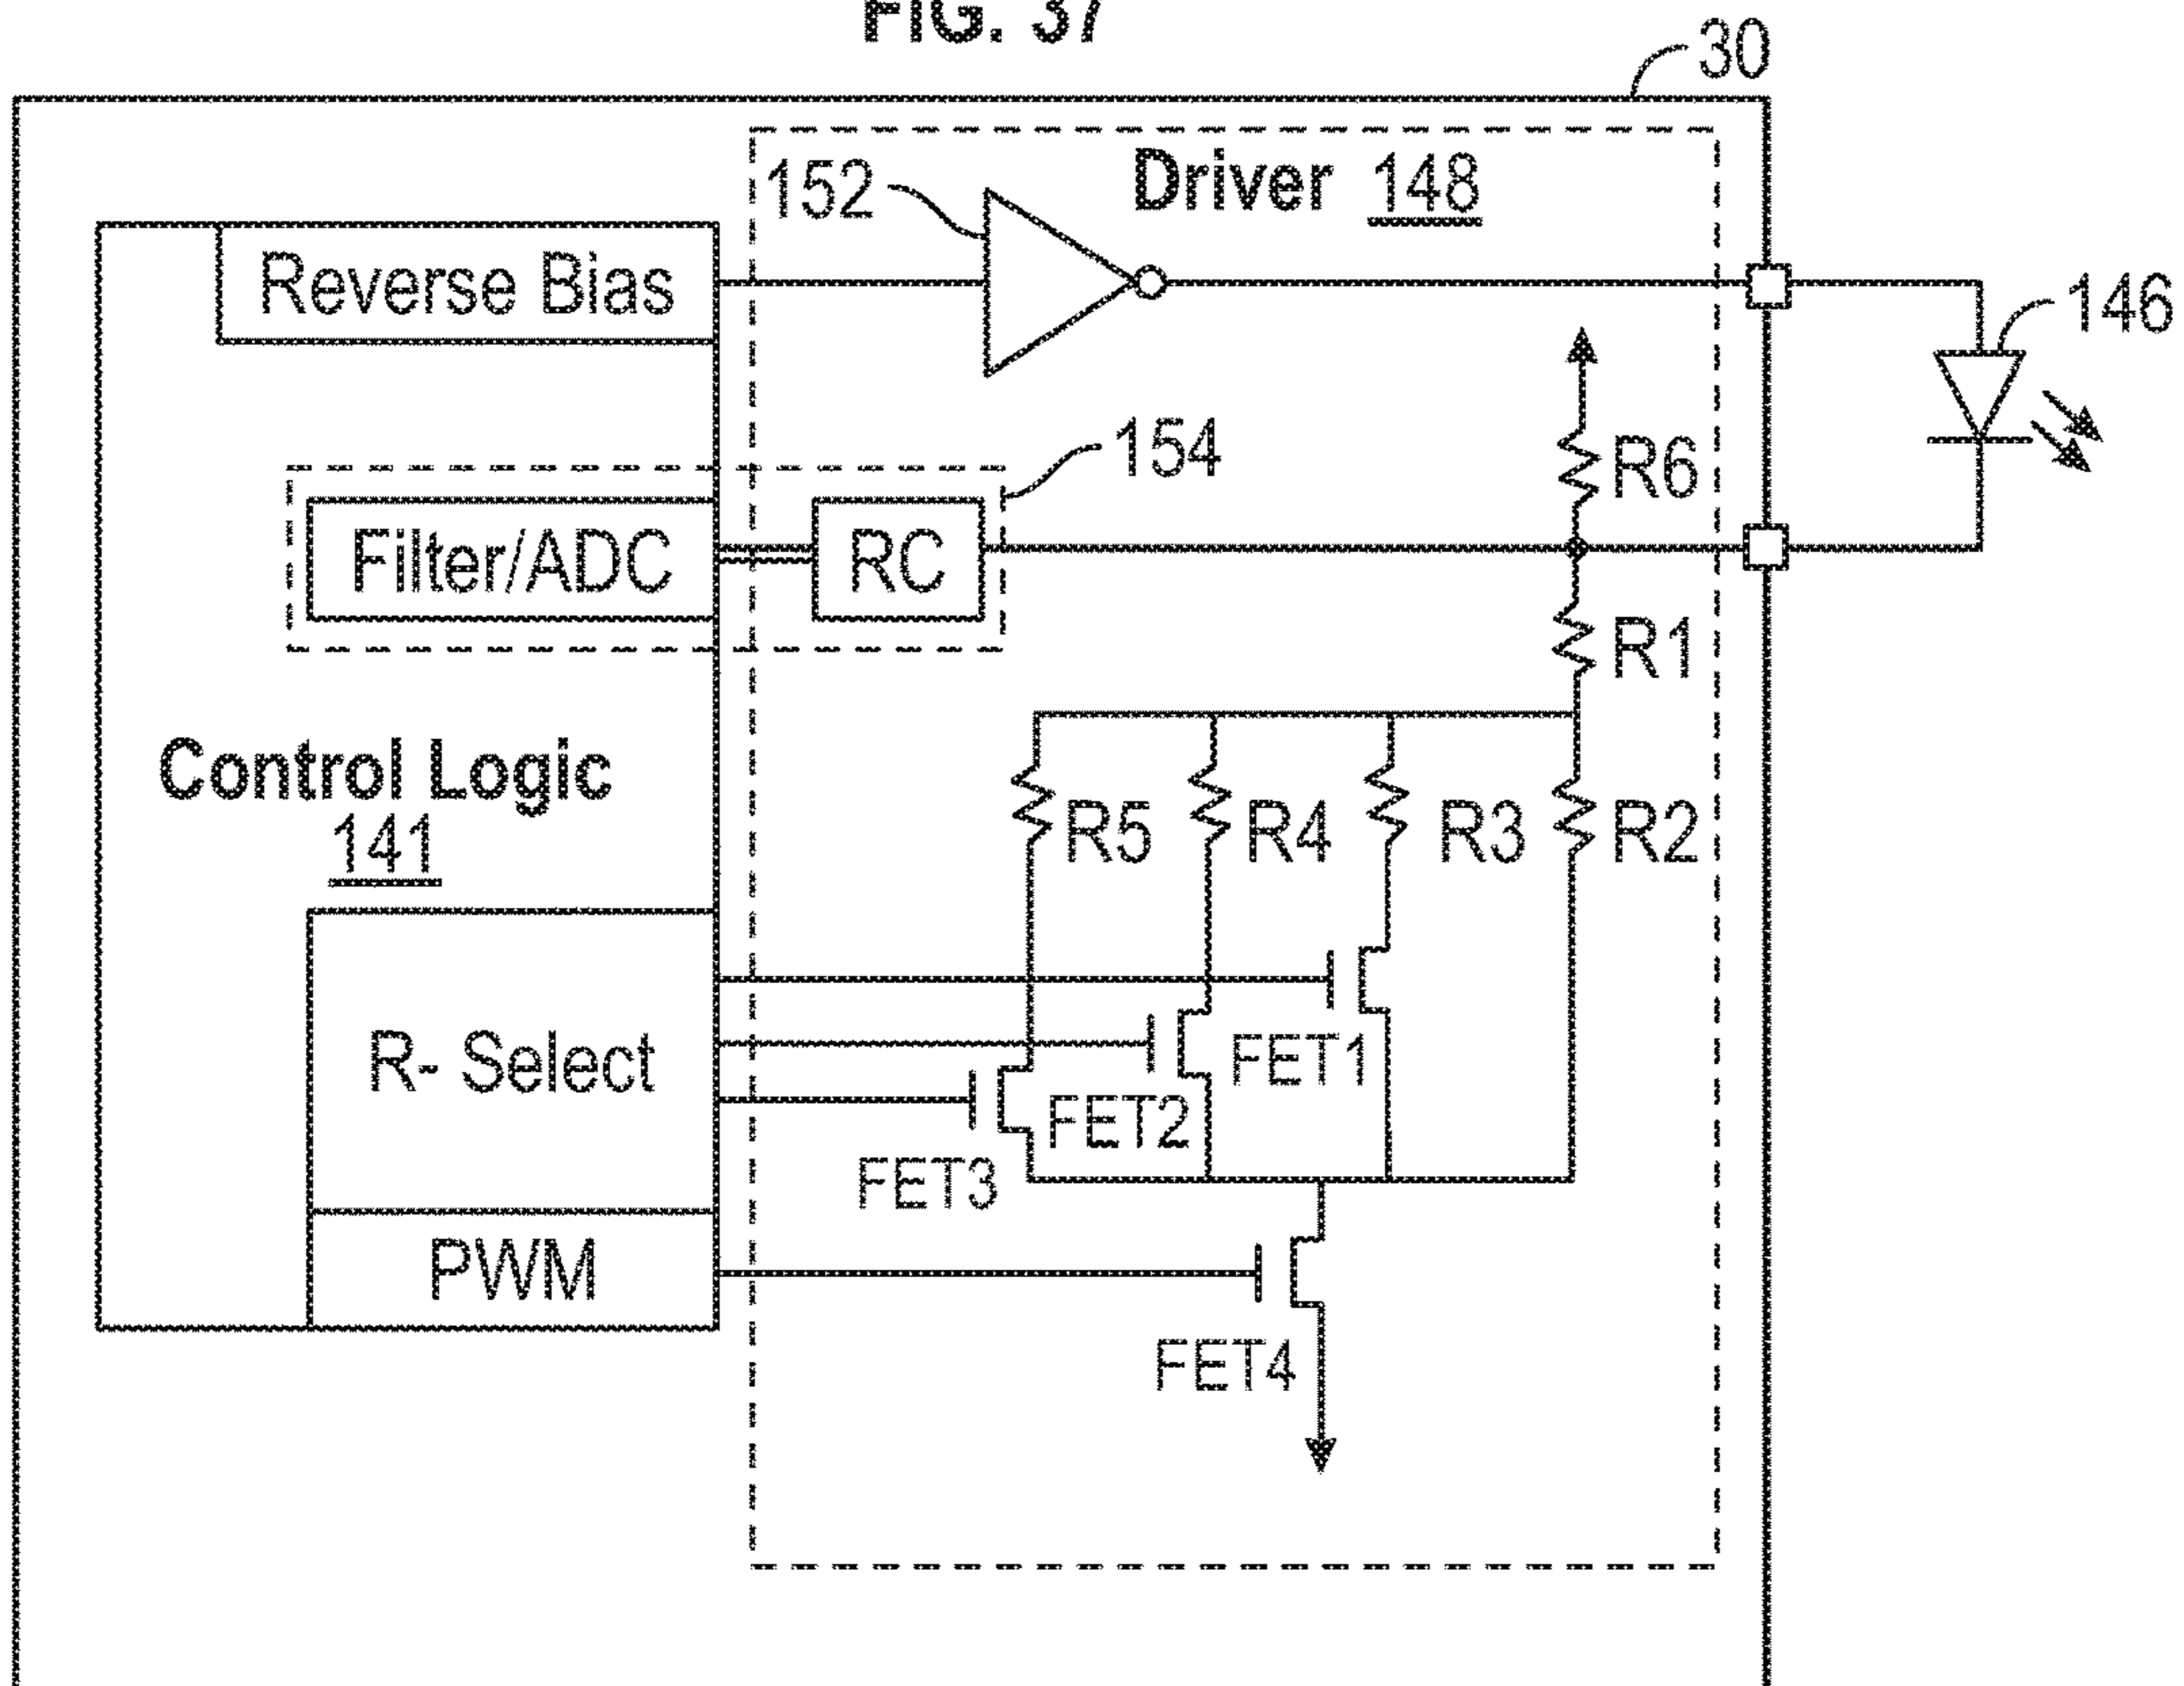 FIG. 37
30
152
Driver 148
Reverse Bias
146
154
R6
Filter/ADC
RC
R1
Control Logic
141
R5
R4
R3
R2
R- Select
FET1
FET2
FET3
PWM
FET4